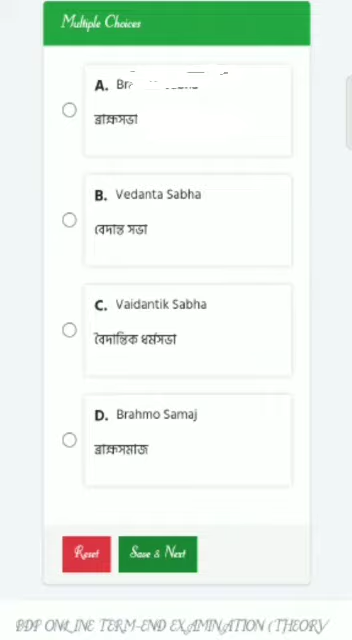 Multiple Choices
A.
ব্রাহ্মসভা
B. Vedanta Sabha
বেদান্ত সভা
C. Vaidantik Sabha
বৈদান্তিক ধর্মসভা
D. Brahmo Samaj
ব্রাহ্মসমাজ
Reset Save & Next
BDP ONLINE TERM-END EXAMINATION (THEORY